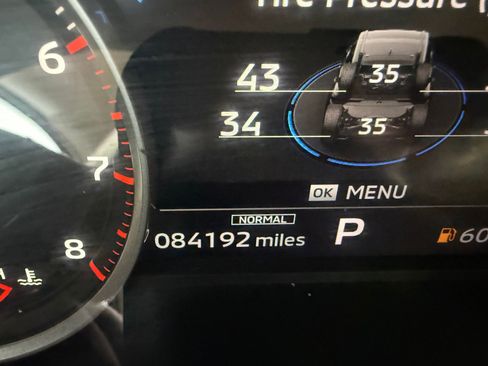 Tire Pressure
6
43 35
34 35
7
OK MENU
NORMAL
8 084192 miles P 60
H